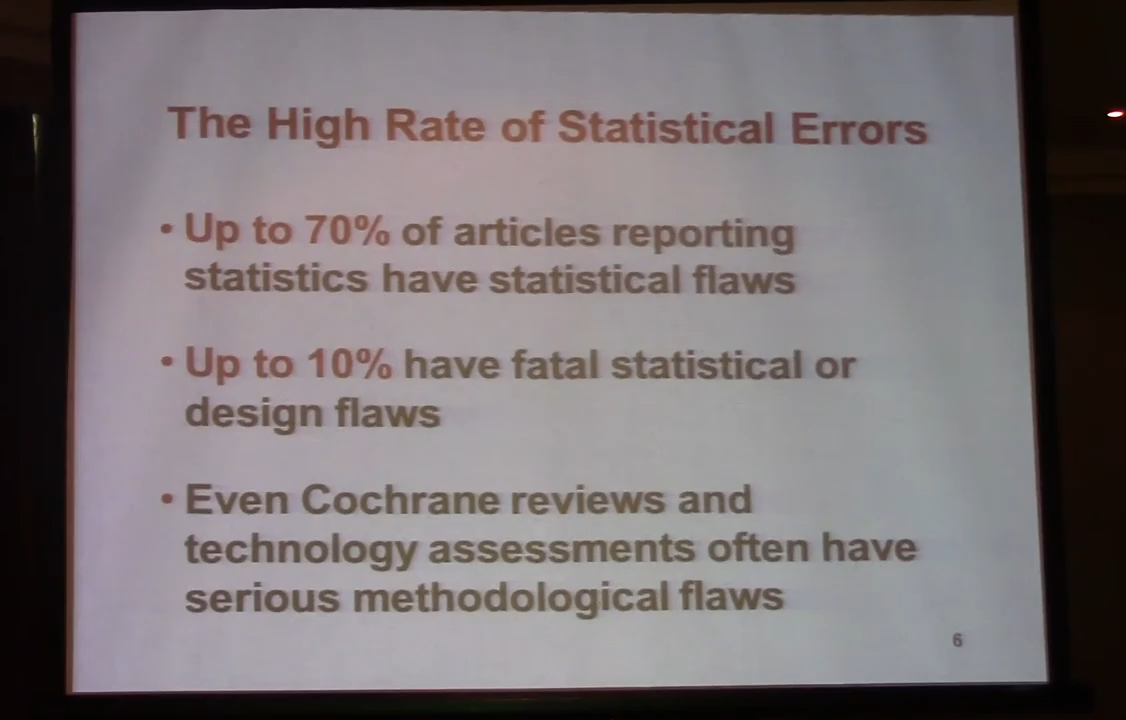 The High Rate of Statistical Errors
• Up to 70% of articles reporting
statistics have statistical flaws
• Up to 10% have fatal statistical or
design flaws
• Even Cochrane reviews and
technology assessments often have
serious methodological flaws
6